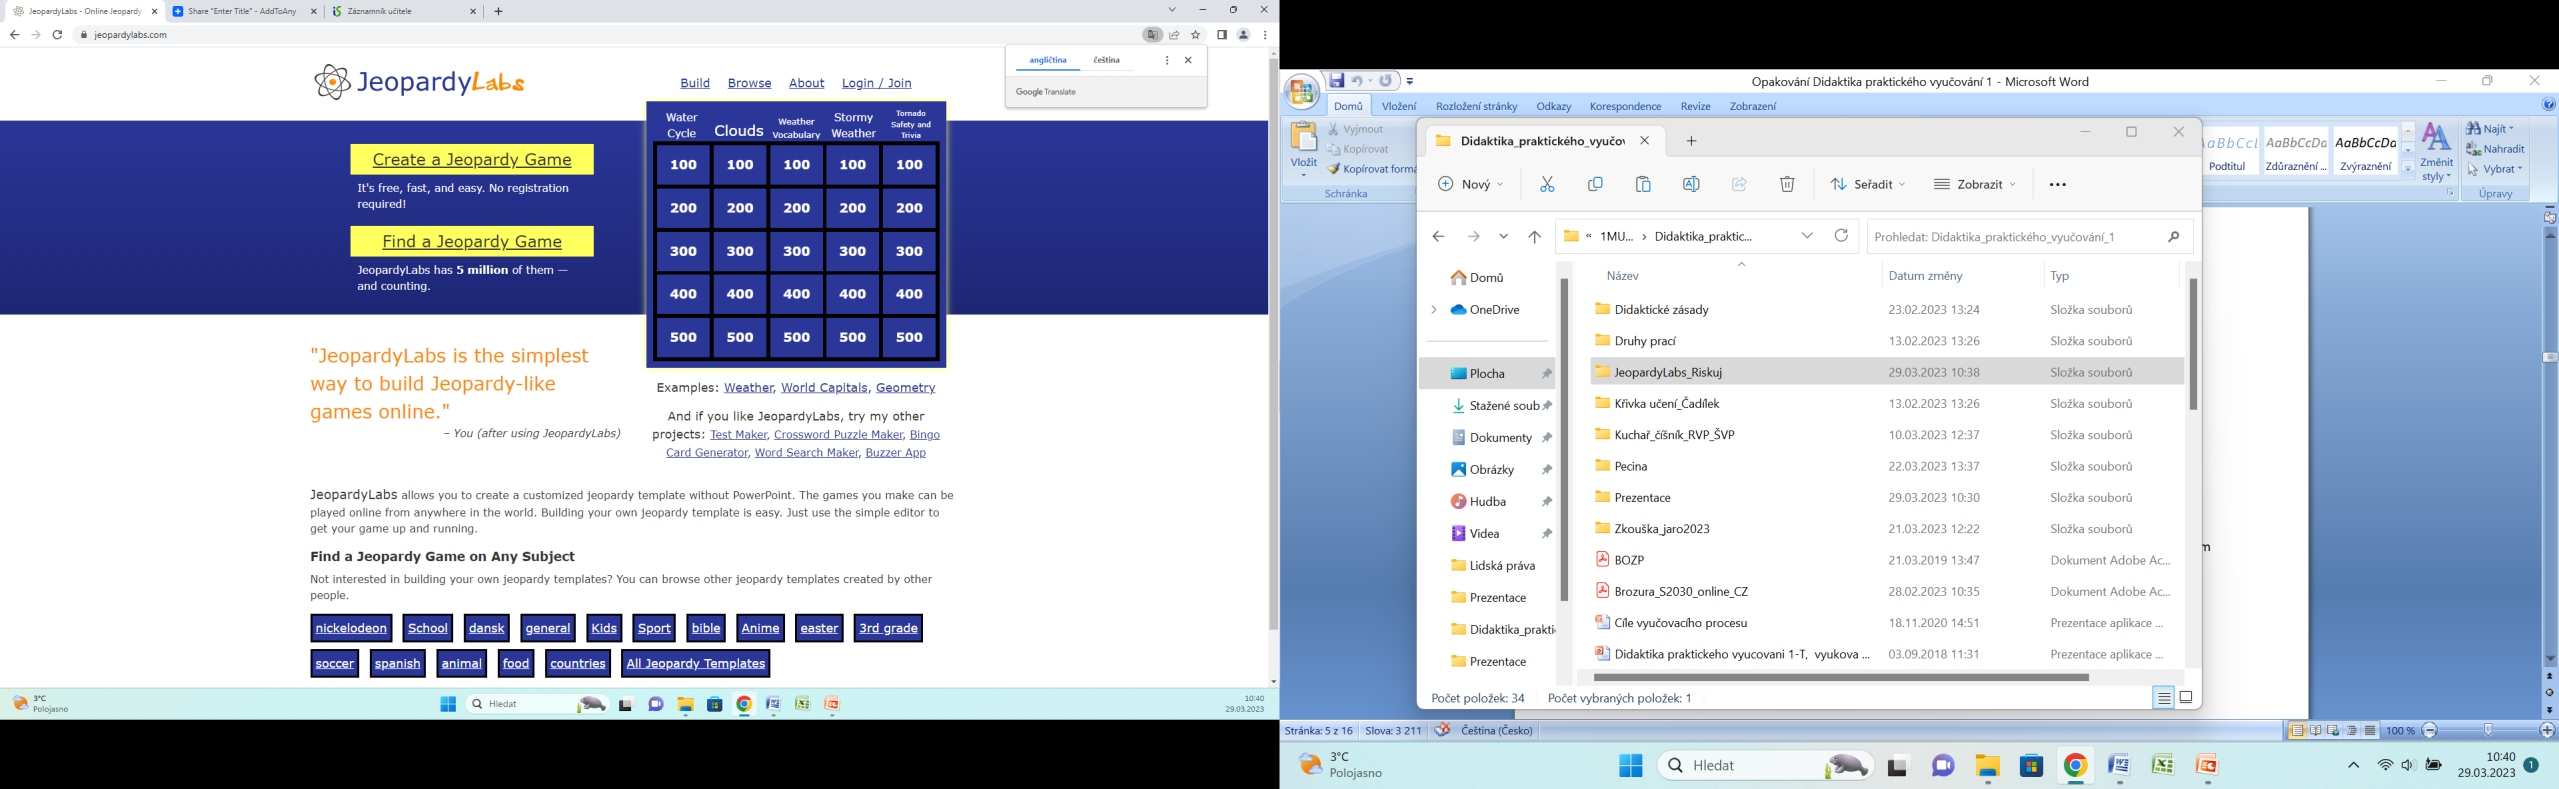 JeopardyLabs - Online Jeopardy
Share "Enter Title" - AddToAny
Záznamník učitele
jeopardylabs.com
angličtina čeština
Google Translate
JeopardyLabs
Build Browse About Login / Join
Create a Jeopardy Game
It's free, fast, and easy. No registration
required!
Find a Jeopardy Game
JeopardyLabs has 5 million of them —
and counting.
Water
Cycle
Clouds
Weather
Vocabulary
Stormy
Weather
Tornado
Safety and
Trivia
100 100 100 100 100
200 200 200 200 200
300 300 300 300 300
400 400 400 400 400
500 500 500 500 500
"JeopardyLabs is the simplest
way to build Jeopardy-like
games online."
– You (after using JeopardyLabs)
Examples: Weather, World Capitals, Geometry
And if you like JeopardyLabs, try my other
projects: Test Maker, Crossword Puzzle Maker, Bingo
Card Generator, Word Search Maker, Buzzer App
JeopardyLabs allows you to create a customized jeopardy template without PowerPoint. The games you make can be
played online from anywhere in the world. Building your own jeopardy template is easy. Just use the simple editor to
get your game up and running.
Find a Jeopardy Game on Any Subject
Not interested in building your own jeopardy templates? You can browse other jeopardy templates created by other
people.
nickelodeon School dansk general Kids Sport bible Anime easter 3rd grade
soccer spanish animal food countries All Jeopardy Templates
3°C
Polojasno
Hledat
10:40
29.03.2023
Opakování Didaktika praktického vyučování 1 - Microsoft Word
Domů Vložení Rozložení stránky Odkazy Korespondence Revize Zobrazení
Vložit
Vyjmout
Kopírovat
Kopírovat formá
Schránka
AaBbCcL AaBbCcDc AaBbCcDc
Podtitul Zdůraznění ... Zvýraznění
Změnit
styly
Najít
Nahradit
Vybrat
Úpravy
Didaktika_praktického_vyučov
Nový
Seřadit
Zobrazit
« 1MU... › Didaktika_praktic...
Prohledat: Didaktika_praktického_vyučování_1
Domů
OneDrive
Plocha
Stažené soub
Dokumenty
Obrázky
Hudba
Videa
Lidská práva
Prezentace
Didaktika_prakti
Prezentace
Název Datum změny Typ
Didaktické zásady 23.02.2023 13:24 Složka souborů
Druhy prací 13.02.2023 13:26 Složka souborů
JeopardyLabs_Riskuj 29.03.2023 10:38 Složka souborů
Křivka učení_Čadílek 13.02.2023 13:26 Složka souborů
Kuchař_číšník_RVP_ŠVP 10.03.2023 12:37 Složka souborů
Pecina 22.03.2023 13:37 Složka souborů
Prezentace 29.03.2023 10:30 Složka souborů
Zkouška_jaro2023 21.03.2023 12:22 Složka souborů
BOZP 21.03.2019 13:47 Dokument Adobe Ac...
Brozura_S2030_online_CZ 28.02.2023 10:35 Dokument Adobe Ac...
Cíle vyučovacího procesu 18.11.2020 14:51 Prezentace aplikace ...
Didaktika praktickeho vyucovani 1-T, vyukova ... 03.09.2018 11:31 Prezentace aplikace ...
Počet položek: 34 Počet vybraných položek: 1
m
Stránka: 5 z 16 Slova: 3 211 Čeština (Česko)
100 %
3°C
Polojasno
Hledat
10:40
29.03.2023
1